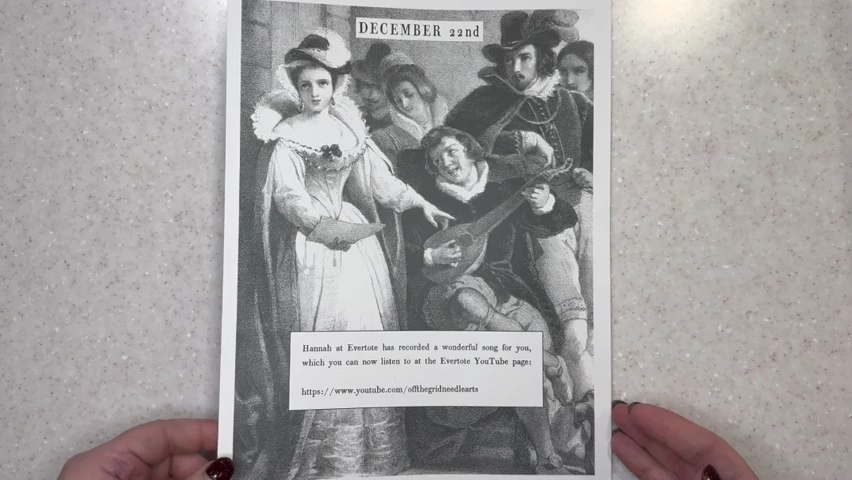 DECEMBER 22nd
Hannah at Evertote has recorded a wonderful song for you,
which you can now listen to at the Evertote YouTube page:
https://www.youtube.com/offthegridneedlearts